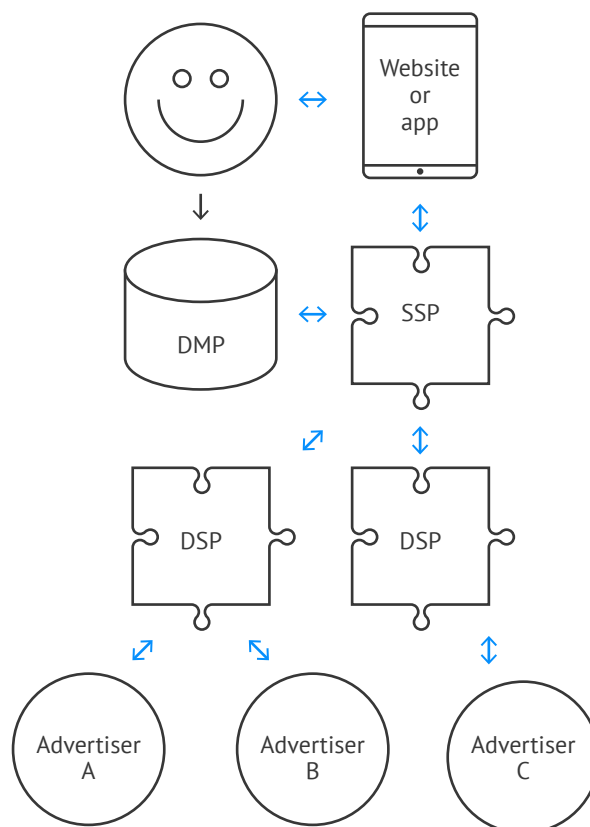 Website
or
app
DMP
SSP
DSP
DSP
Advertiser
A
Advertiser
B
Advertiser
C